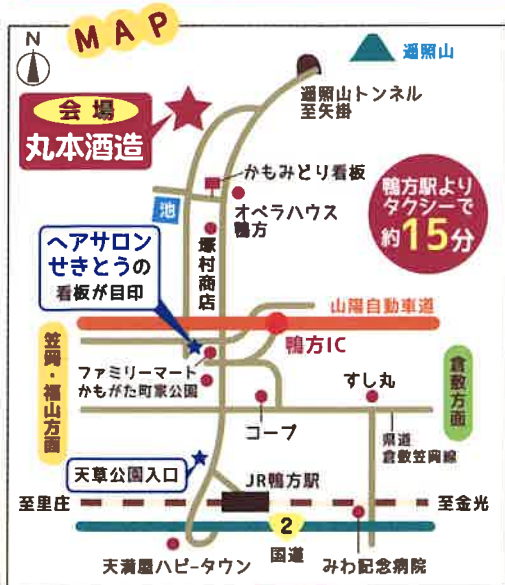 MAP
N
遥照山
遥照山トンネル
至矢掛
会場
丸本酒造
かもみどり看板
鴨方駅より
タクシーで
約15分
池
オペラハウス
鴨方
ヘアサロン
せきとうの
看板が目印
塚村商店
山陽自動車道
鴨方IC
笠岡・福山方面
倉敷方面
ファミリーマート
かもがた町家公園
すし丸
コープ
県道
倉敷笠岡線
天草公園入口
JR鴨方駅
至里庄
至金光
2
国道
天満屋ハピータウン
みわ記念病院